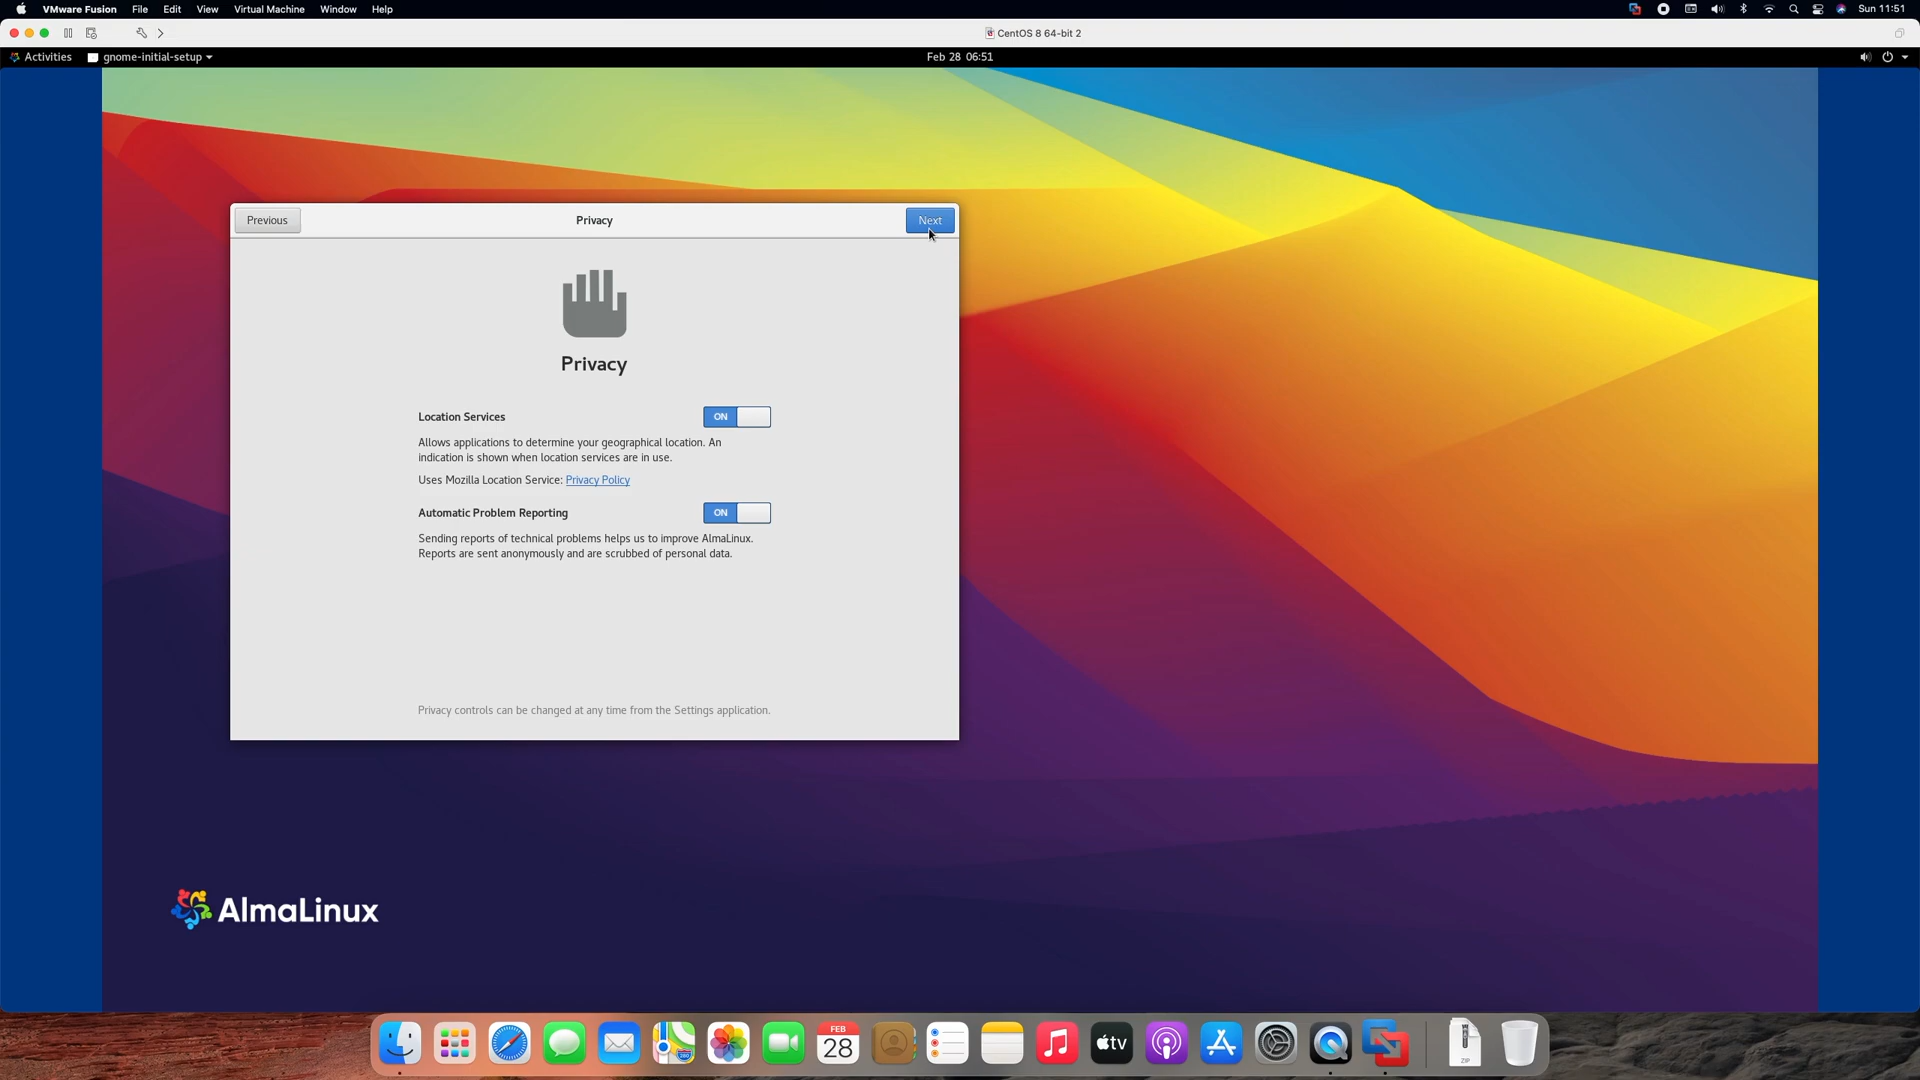 VMware Fusion File Edit View Virtual Machine Window Help Sun 11:51
CentOS 8 64-bit 2
Activities gnome-initial-setup Feb 28 06:51
Previous Privacy Next
Privacy
Location Services ON
Allows applications to determine your geographical location. An
indication is shown when location services are in use.
Uses Mozilla Location Service: Privacy Policy
Automatic Problem Reporting ON
Sending reports of technical problems helps us to improve AlmaLinux.
Reports are sent anonymously and are scrubbed of personal data.
Privacy controls can be changed at any time from the Settings application.
AlmaLinux
FEB
28
tv
ZIP